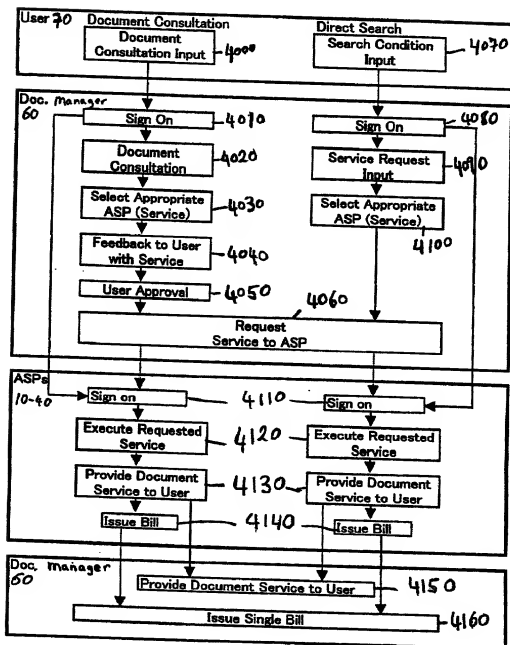 Document Consultation
Direct Search
User 70
Document
Consultation Input
4000
Search Condition
Input
4070
Doc. Manager
60
Sign On
4010
Document
Consultation
4020
Select Appropriate
ASP (Service)
4030
Feedback to User
with Service
4040
User Approval
4050
Sign On
4080
Service Request
Input
4090
Select Appropriate
ASP (Service)
4100
4060
Request
Service to ASP
ASPs
10-40
Sign on
4110
Sign on
Execute Requested
Service
4120
Execute Requested
Service
Provide Document
Service to User
4130
Provide Document
Service to User
Issue Bill
4140
Issue Bill
Doc. Manager
60
Provide Document Service to User
4150
Issue Single Bill
4160